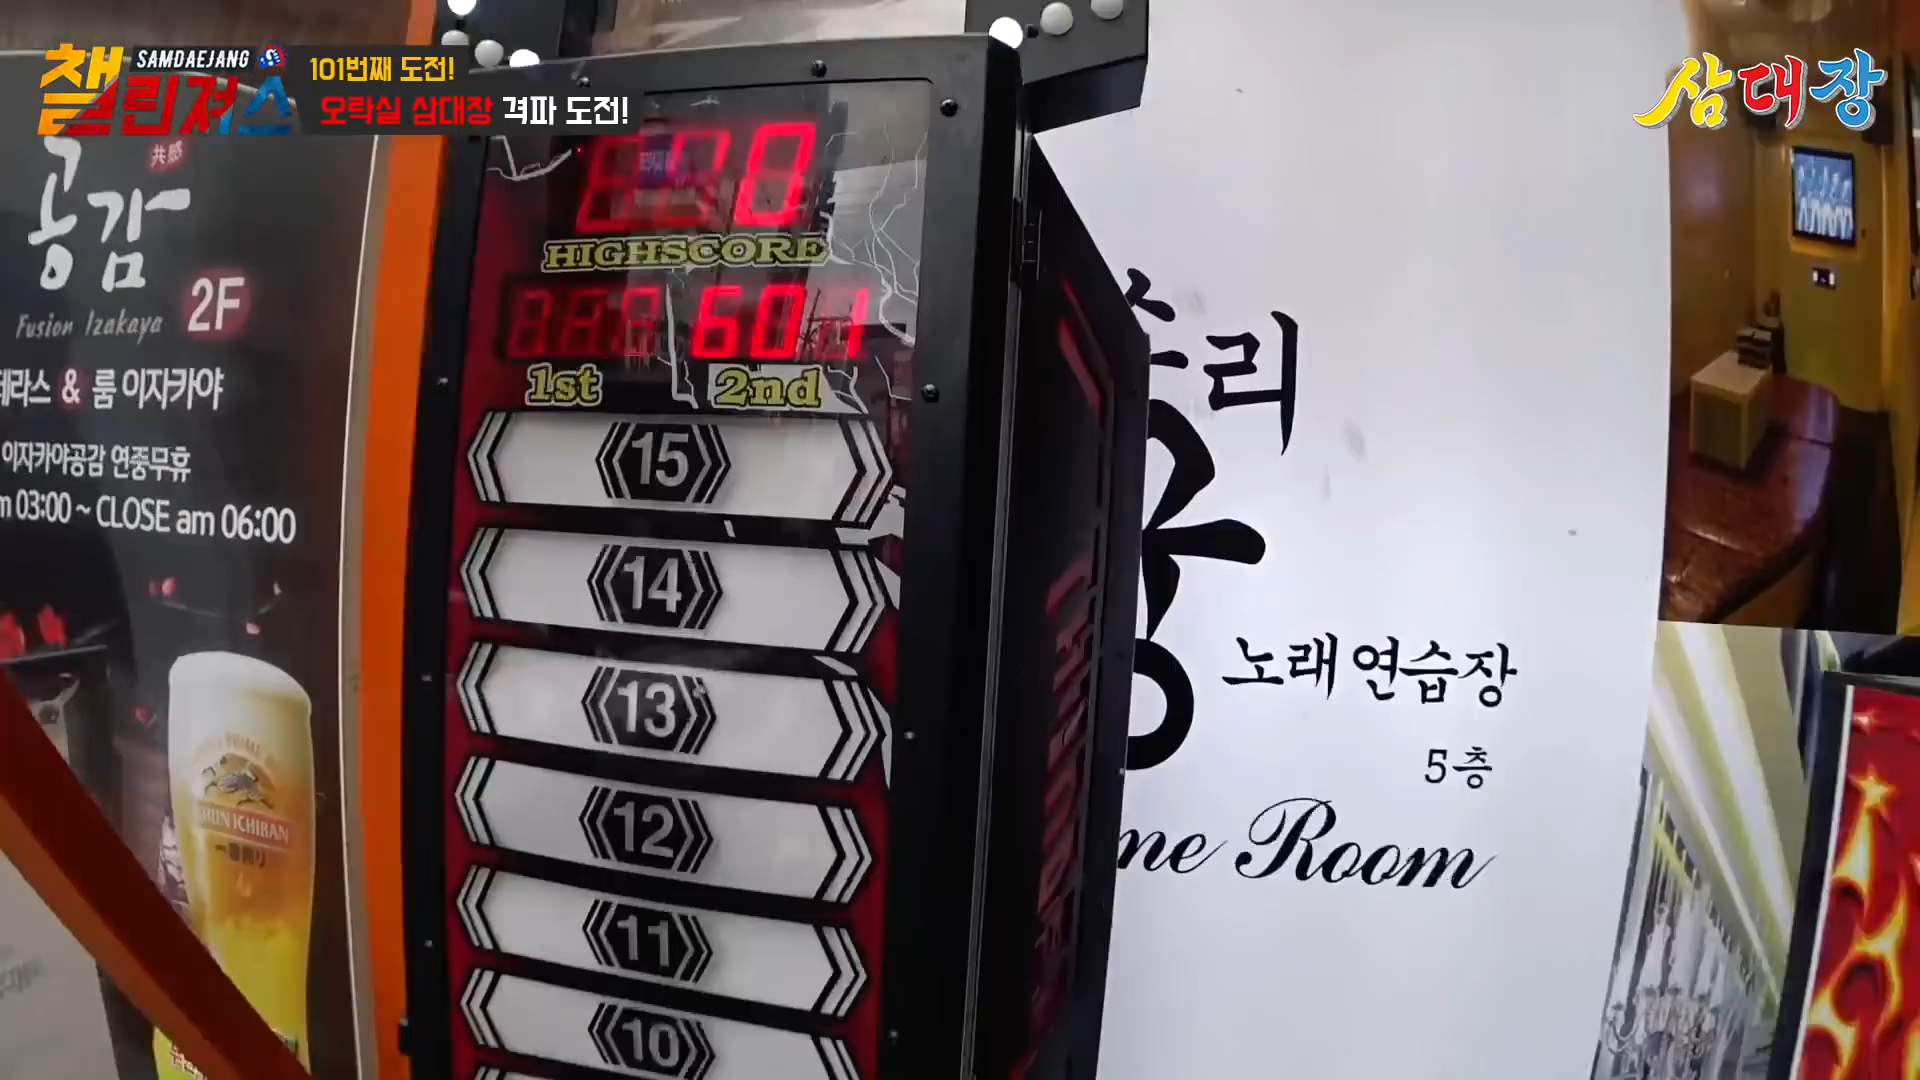 챌린저스
SAMDAEJANG
101번째 도전!
오락실 삼대장 격파 도전!
삼대장
공감
共感
2F
Fusion Izakaya
테라스 & 룸 이자카야
이자카야공감 연중무휴
03:00 ~ CLOSE am 06:00
0
HIGHSCORE
601
1st
2nd
15
14
13
12
11
10
리
노래연습장
5층
Room
ICHIBAN